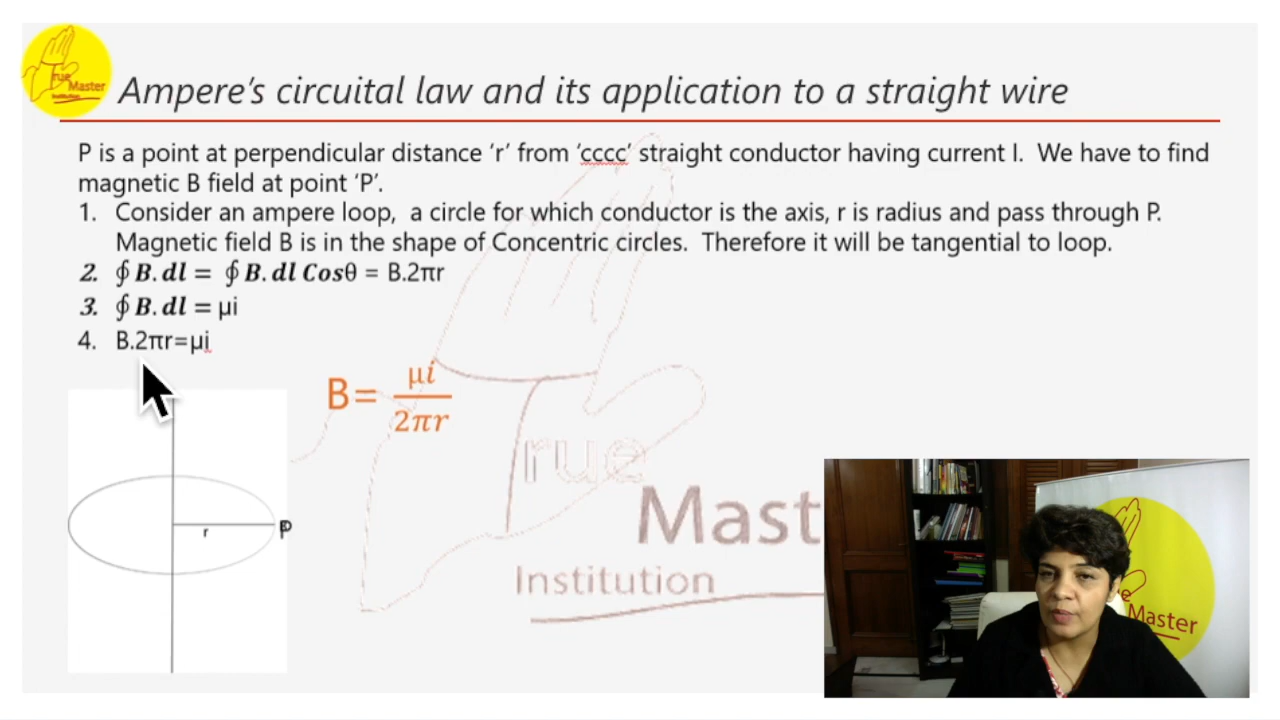 rue
Master
Institution
Ampere's circuital law and its application to a straight wire
P is a point at perpendicular distance 'r' from 'cccc' straight conductor having current I. We have to find
magnetic B field at point 'P'.
1. Consider an ampere loop, a circle for which conductor is the axis, r is radius and pass through P.
Magnetic field B is in the shape of Concentric circles. Therefore it will be tangential to loop.
2. ∮ B. dl = ∮ B. dl Cosθ = B.2πr
3. ∮ B. dl = μi
4. B.2πr=μi
B= μi
2πr
r
P
rue
Mast
Institution
e
Master